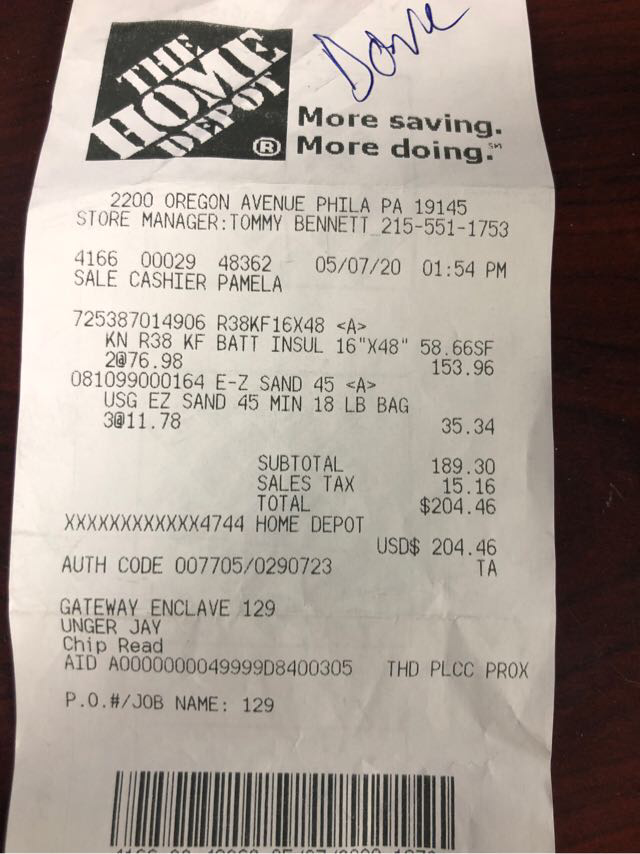 THE
HOME
DEPOT
®
More saving.
More doing.℠
2200 OREGON AVENUE PHILA PA 19145
STORE MANAGER:TOMMY BENNETT 215-551-1753
4166 00029 48362 05/07/20 01:54 PM
SALE CASHIER PAMELA
725387014906 R38KF16X48 <A>
KN R38 KF BATT INSUL 16"X48" 58.66SF
2@76.98 153.96
081099000164 E-Z SAND 45 <A>
USG EZ SAND 45 MIN 18 LB BAG
3@11.78 35.34
SUBTOTAL 189.30
SALES TAX 15.16
TOTAL $204.46
XXXXXXXXXXXX4744 HOME DEPOT
USD$ 204.46
AUTH CODE 007705/0290723 TA
GATEWAY ENCLAVE 129
UNGER JAY
Chip Read
AID A0000000049999D8400305 THD PLCC PROX
P.O.#/JOB NAME: 129